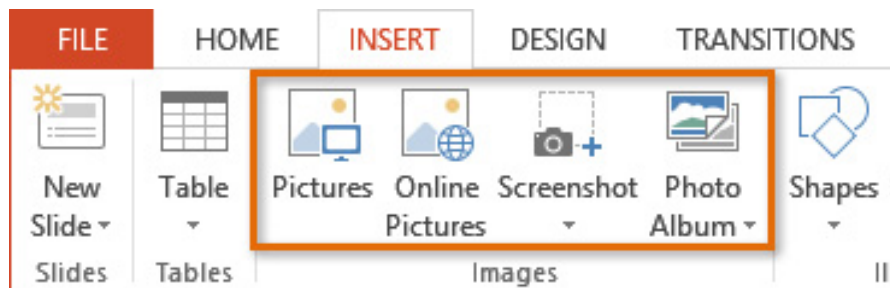 FILE HOME INSERT DESIGN TRANSITIONS
New Table Pictures Online Screenshot Photo Shapes
Slide Pictures Album
Slides Tables Images